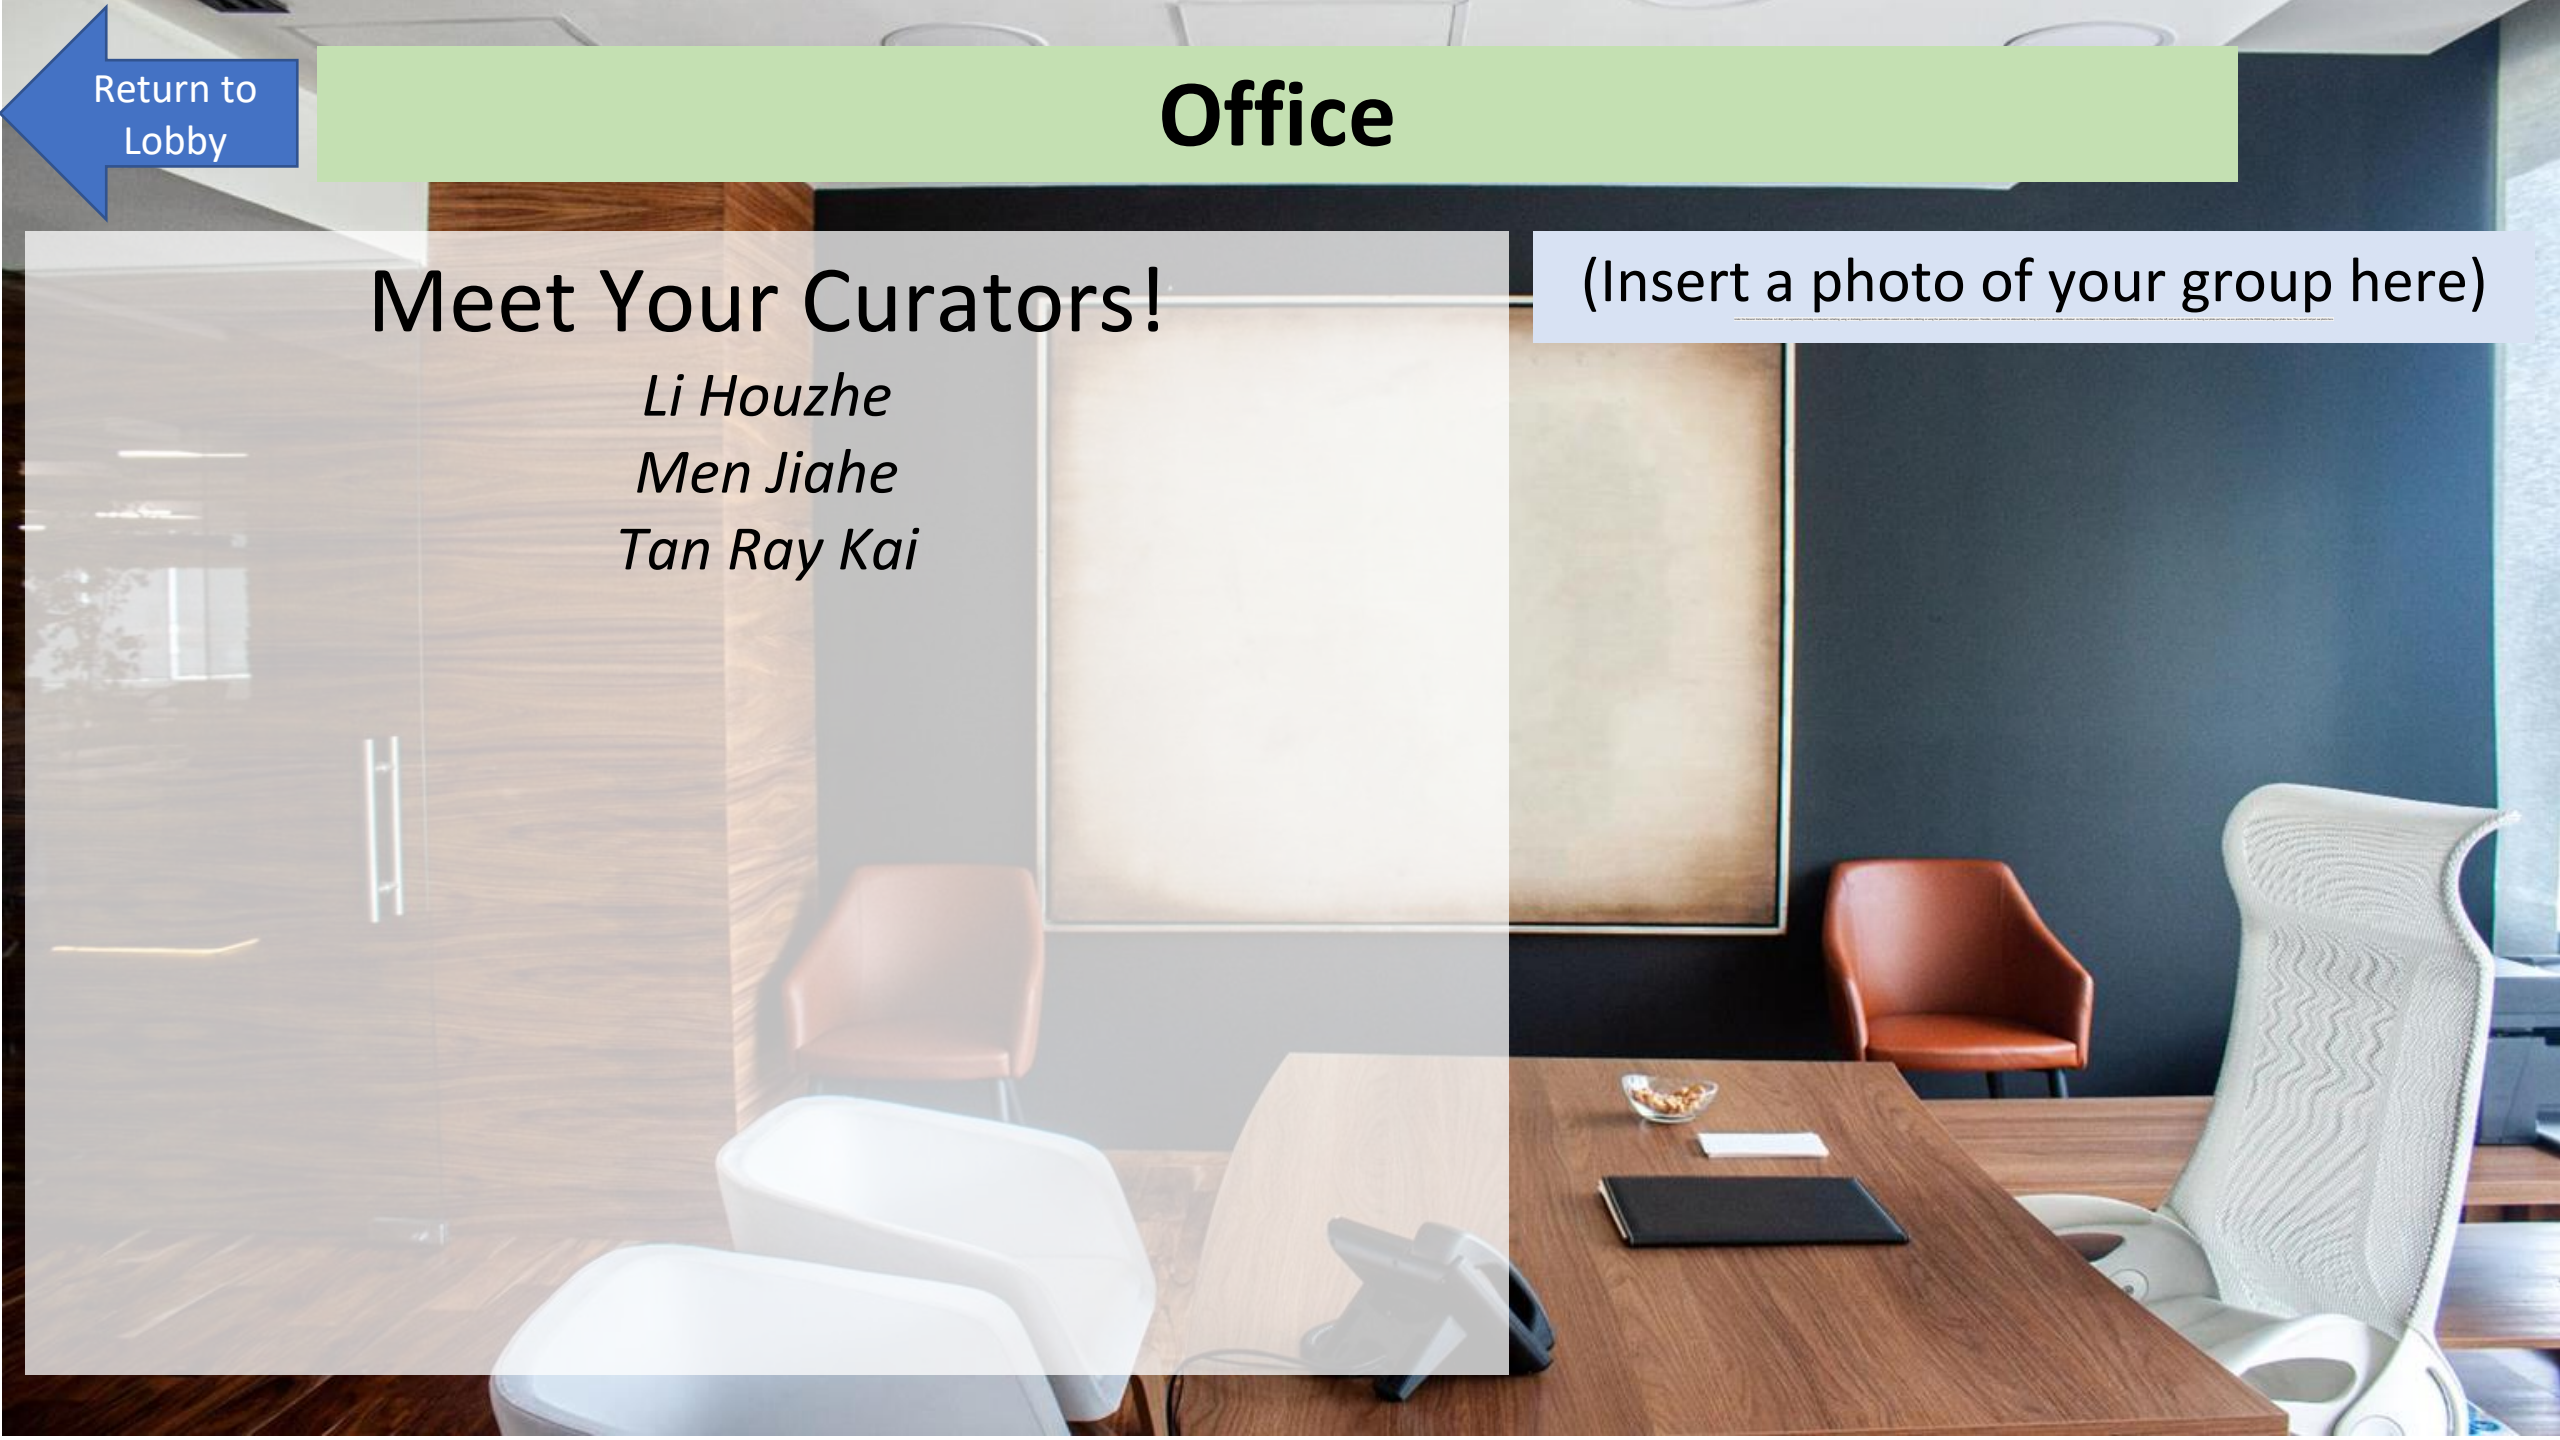 Return to
Lobby
Office
Meet Your Curators!
Li Houzhe
Men Jiahe
Tan Ray Kai
(Insert a photo of your group here)